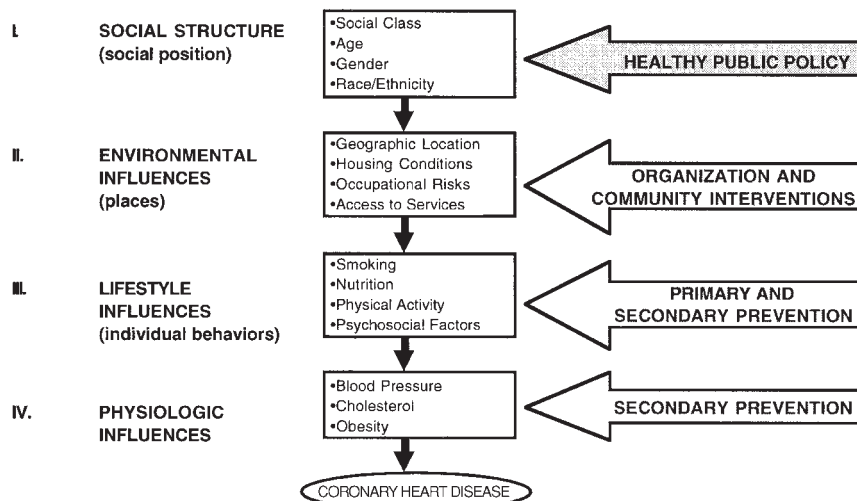 I. SOCIAL STRUCTURE
(social position)
•Social Class
•Age
•Gender
•Race/Ethnicity
HEALTHY PUBLIC POLICY
II. ENVIRONMENTAL
INFLUENCES
(places)
•Geographic Location
•Housing Conditions
•Occupational Risks
•Access to Services
ORGANIZATION AND
COMMUNITY INTERVENTIONS
III. LIFESTYLE
INFLUENCES
(individual behaviors)
•Smoking
•Nutrition
•Physical Activity
•Psychosocial Factors
PRIMARY AND
SECONDARY PREVENTION
IV. PHYSIOLOGIC
INFLUENCES
•Blood Pressure
•Cholesterol
•Obesity
SECONDARY PREVENTION
CORONARY HEART DISEASE